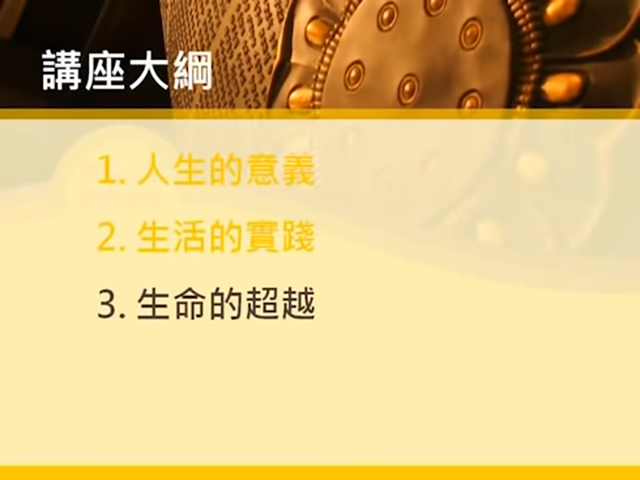 講座大綱
1. 人生的意義
2. 生活的實踐
3. 生命的超越